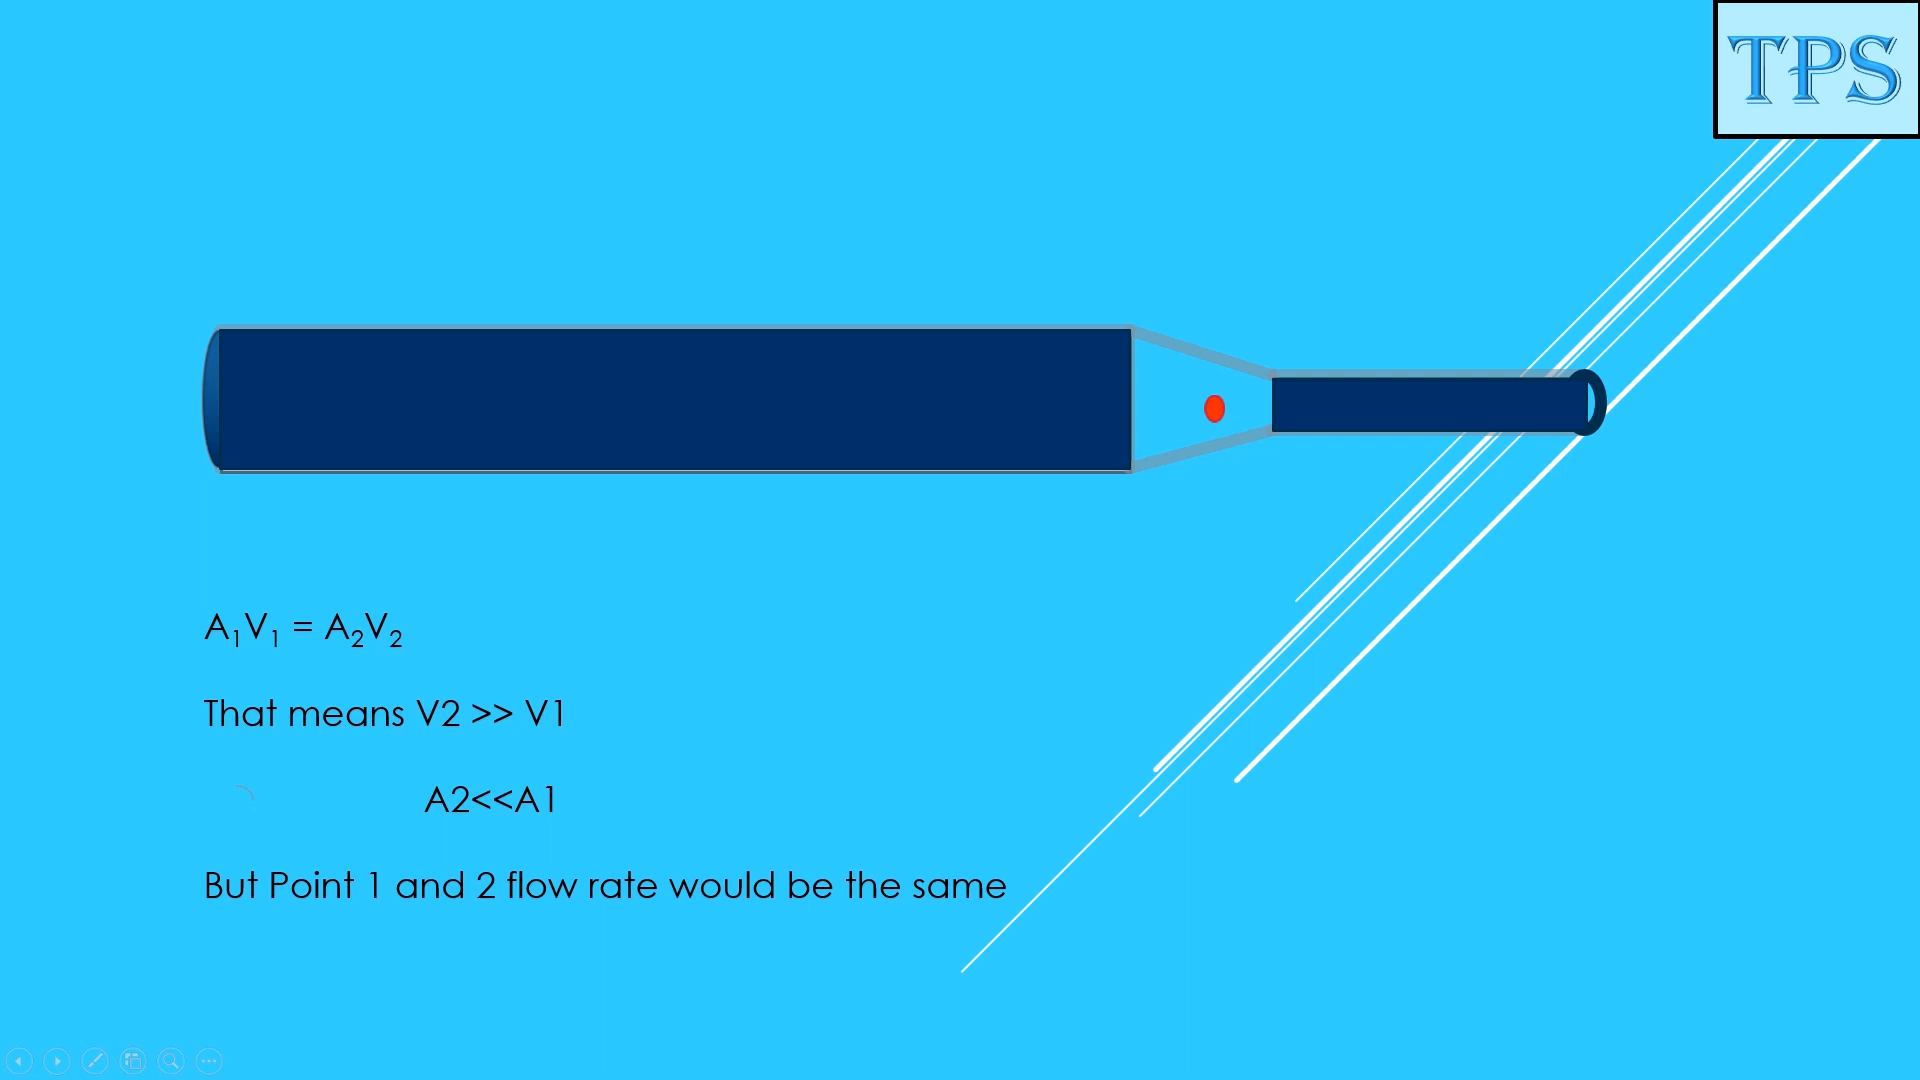 TPS
A₁V₁ = A₂V₂
That means V2 >> V1
A2<<A1
But Point 1 and 2 flow rate would be the same